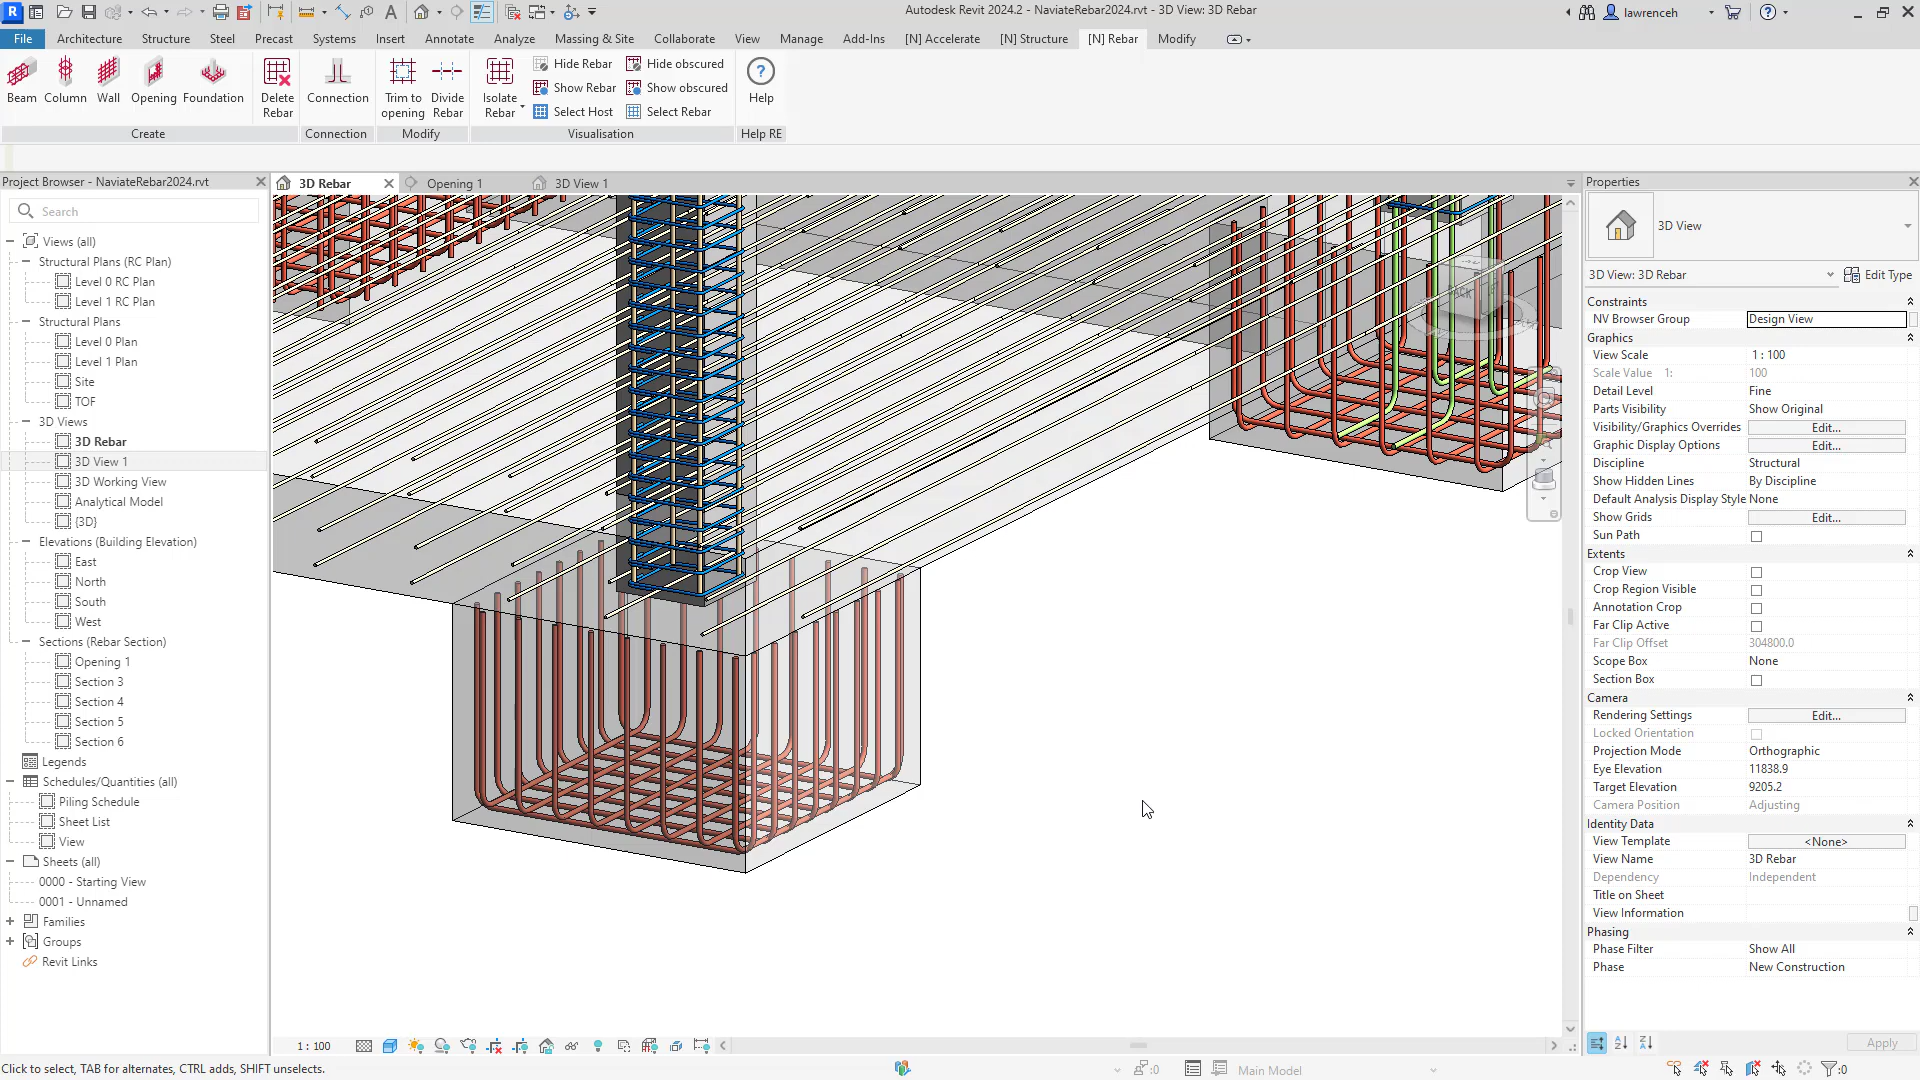 Autodesk Revit 2024.2 - NaviateRebar2024.rvt - 3D View: 3D Rebar
lawrenceh
File
Architecture
Structure
Steel
Precast
Systems
Insert
Annotate
Analyze
Massing & Site
Collaborate
View
Manage
Add-Ins
[N] Accelerate
[N] Structure
[N] Rebar
Modify
Beam
Column
Wall
Opening
Foundation
Delete
Rebar
Connection
Trim to
opening
Divide
Rebar
Isolate
Rebar
Hide Rebar
Show Rebar
Select Host
Hide obscured
Show obscured
Select Rebar
Help
Create
Connection
Modify
Visualisation
Help RE
Project Browser - NaviateRebar2024.rvt
Search
Views (all)
Structural Plans (RC Plan)
Level 0 RC Plan
Level 1 RC Plan
Structural Plans
Level 0 Plan
Level 1 Plan
Site
TOF
3D Views
3D Rebar
3D View 1
3D Working View
Analytical Model
{3D}
Elevations (Building Elevation)
East
North
South
West
Sections (Rebar Section)
Opening 1
Section 3
Section 4
Section 5
Section 6
Legends
Schedules/Quantities (all)
Piling Schedule
Sheet List
View
Sheets (all)
0000 - Starting View
0001 - Unnamed
Families
Groups
Revit Links
3D Rebar
Opening 1
3D View 1
BACK
1 : 100
Properties
3D View
3D View: 3D Rebar
Edit Type
Constraints
NV Browser Group Design View
Graphics
View Scale 1 : 100
Scale Value 1: 100
Detail Level Fine
Parts Visibility Show Original
Visibility/Graphics Overrides Edit...
Graphic Display Options Edit...
Discipline Structural
Show Hidden Lines By Discipline
Default Analysis Display Style None
Show Grids Edit...
Sun Path
Extents
Crop View
Crop Region Visible
Annotation Crop
Far Clip Active
Far Clip Offset 304800.0
Scope Box None
Section Box
Camera
Rendering Settings Edit...
Locked Orientation
Projection Mode Orthographic
Eye Elevation 11838.9
Target Elevation 9205.2
Camera Position Adjusting
Identity Data
View Template <None>
View Name 3D Rebar
Dependency Independent
Title on Sheet
View Information
Phasing
Phase Filter Show All
Phase New Construction
Apply
Click to select, TAB for alternates, CTRL adds, SHIFT unselects.
:0
Main Model
:0